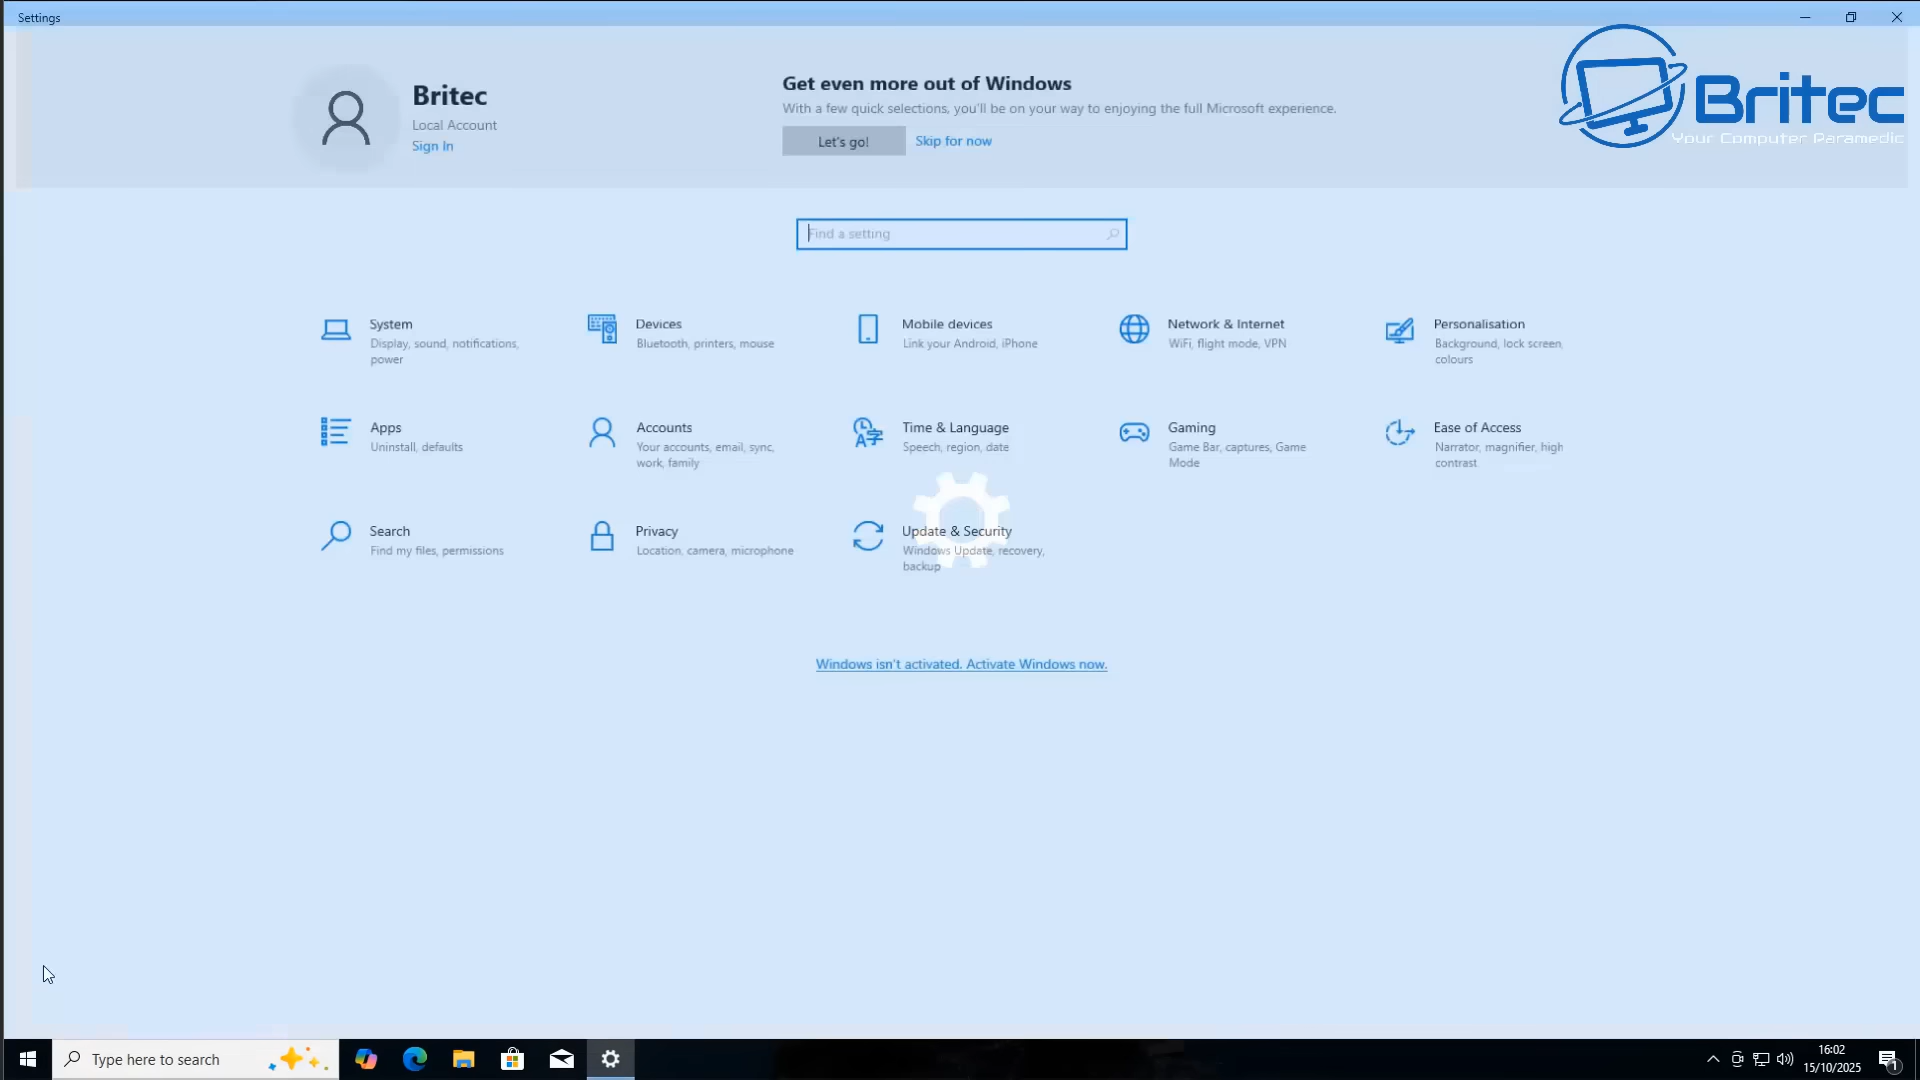 Settings
Britec
Local Account
Sign In
Get even more out of Windows
With a few quick selections, you'll be on your way to enjoying the full Microsoft experience.
Let's go!
Skip for now
Britec
Your Computer Paramedic
Find a setting
System
Display, sound, notifications,
power
Devices
Bluetooth, printers, mouse
Mobile devices
Link your Android, iPhone
Network & Internet
WiFi, flight mode, VPN
Personalisation
Background, lock screen,
colours
Apps
Uninstall, defaults
Accounts
Your accounts, email, sync,
work, family
Time & Language
Speech, region, date
Gaming
Game Bar, captures, Game
Mode
Ease of Access
Narrator, magnifier, high
contrast
Search
Find my files, permissions
Privacy
Location, camera, microphone
Update & Security
Windows Update, recovery,
backup
Windows isn't activated. Activate Windows now.
Type here to search
16:02
15/10/2025
1